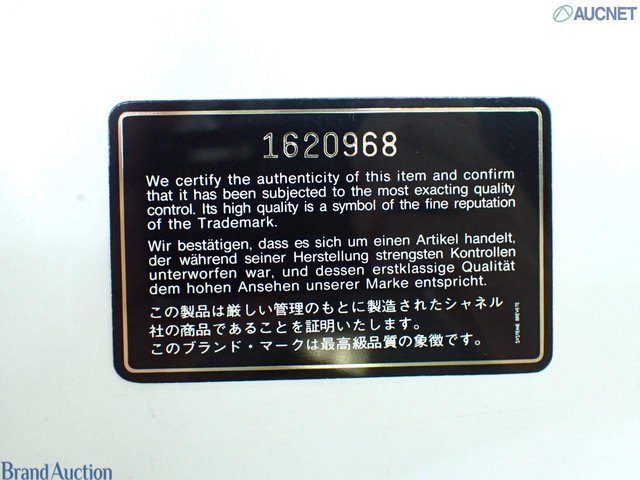 AUCNET
1620968
We certify the authenticity of this item and confirm
that it has been subjected to the most exacting quality
control. Its high quality is a symbol of the fine reputation
of the Trademark.
Wir bestätigen, dass es sich um einen Artikel handelt,
der während seiner Herstellung strengsten Kontrollen
unterworfen war, und dessen erstklassige Qualität
dem hohen Ansehen unserer Marke entspricht.
この製品は厳しい管理のもとに製造されたシャネル
社の商品であることを証明いたします。
このブランド・マークは最高級品質の象徴です。
SYSTEME BREVETE
Brand Auction